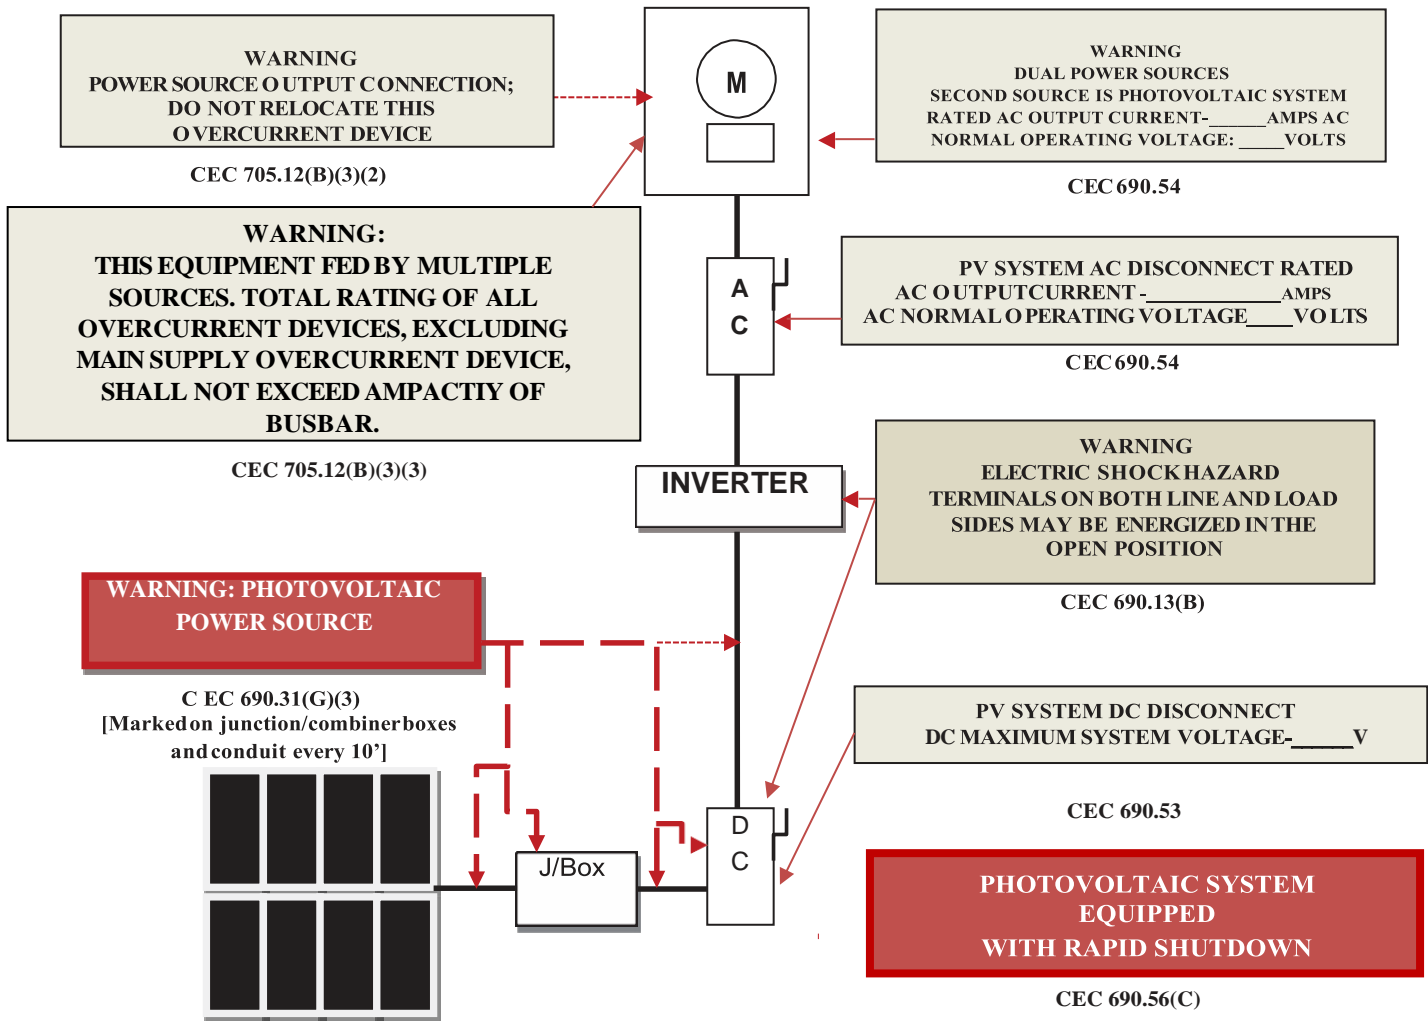 WARNING
POWER SOURCE OUTPUT CONNECTION;
DO NOT RELOCATE THIS
OVERCURRENT DEVICE
CEC 705.12(B)(3)(2)
M
WARNING
DUAL POWER SOURCES
SECOND SOURCE IS PHOTOVOLTAIC SYSTEM
RATED AC OUTPUT CURRENT-______AMPS AC
NORMAL OPERATING VOLTAGE: _____VOLTS
CEC 690.54
WARNING:
THIS EQUIPMENT FED BY MULTIPLE
SOURCES. TOTAL RATING OF ALL
OVERCURRENT DEVICES, EXCLUDING
MAIN SUPPLY OVERCURRENT DEVICE,
SHALL NOT EXCEED AMPACTIY OF
BUSBAR.
CEC 705.12(B)(3)(3)
A
C
PV SYSTEM AC DISCONNECT RATED
AC OUTPUT CURRENT -____________AMPS
AC NORMAL OPERATING VOLTAGE____VOLTS
CEC 690.54
INVERTER
WARNING
ELECTRIC SHOCK HAZARD
TERMINALS ON BOTH LINE AND LOAD
SIDES MAY BE ENERGIZED IN THE
OPEN POSITION
CEC 690.13(B)
WARNING: PHOTOVOLTAIC
POWER SOURCE
CEC 690.31(G)(3)
[Marked on junction/combiner boxes
and conduit every 10’]
PV SYSTEM DC DISCONNECT
DC MAXIMUM SYSTEM VOLTAGE-______V
CEC 690.53
J/Box
D
C
PHOTOVOLTAIC SYSTEM
EQUIPPED
WITH RAPID SHUTDOWN
CEC 690.56(C)